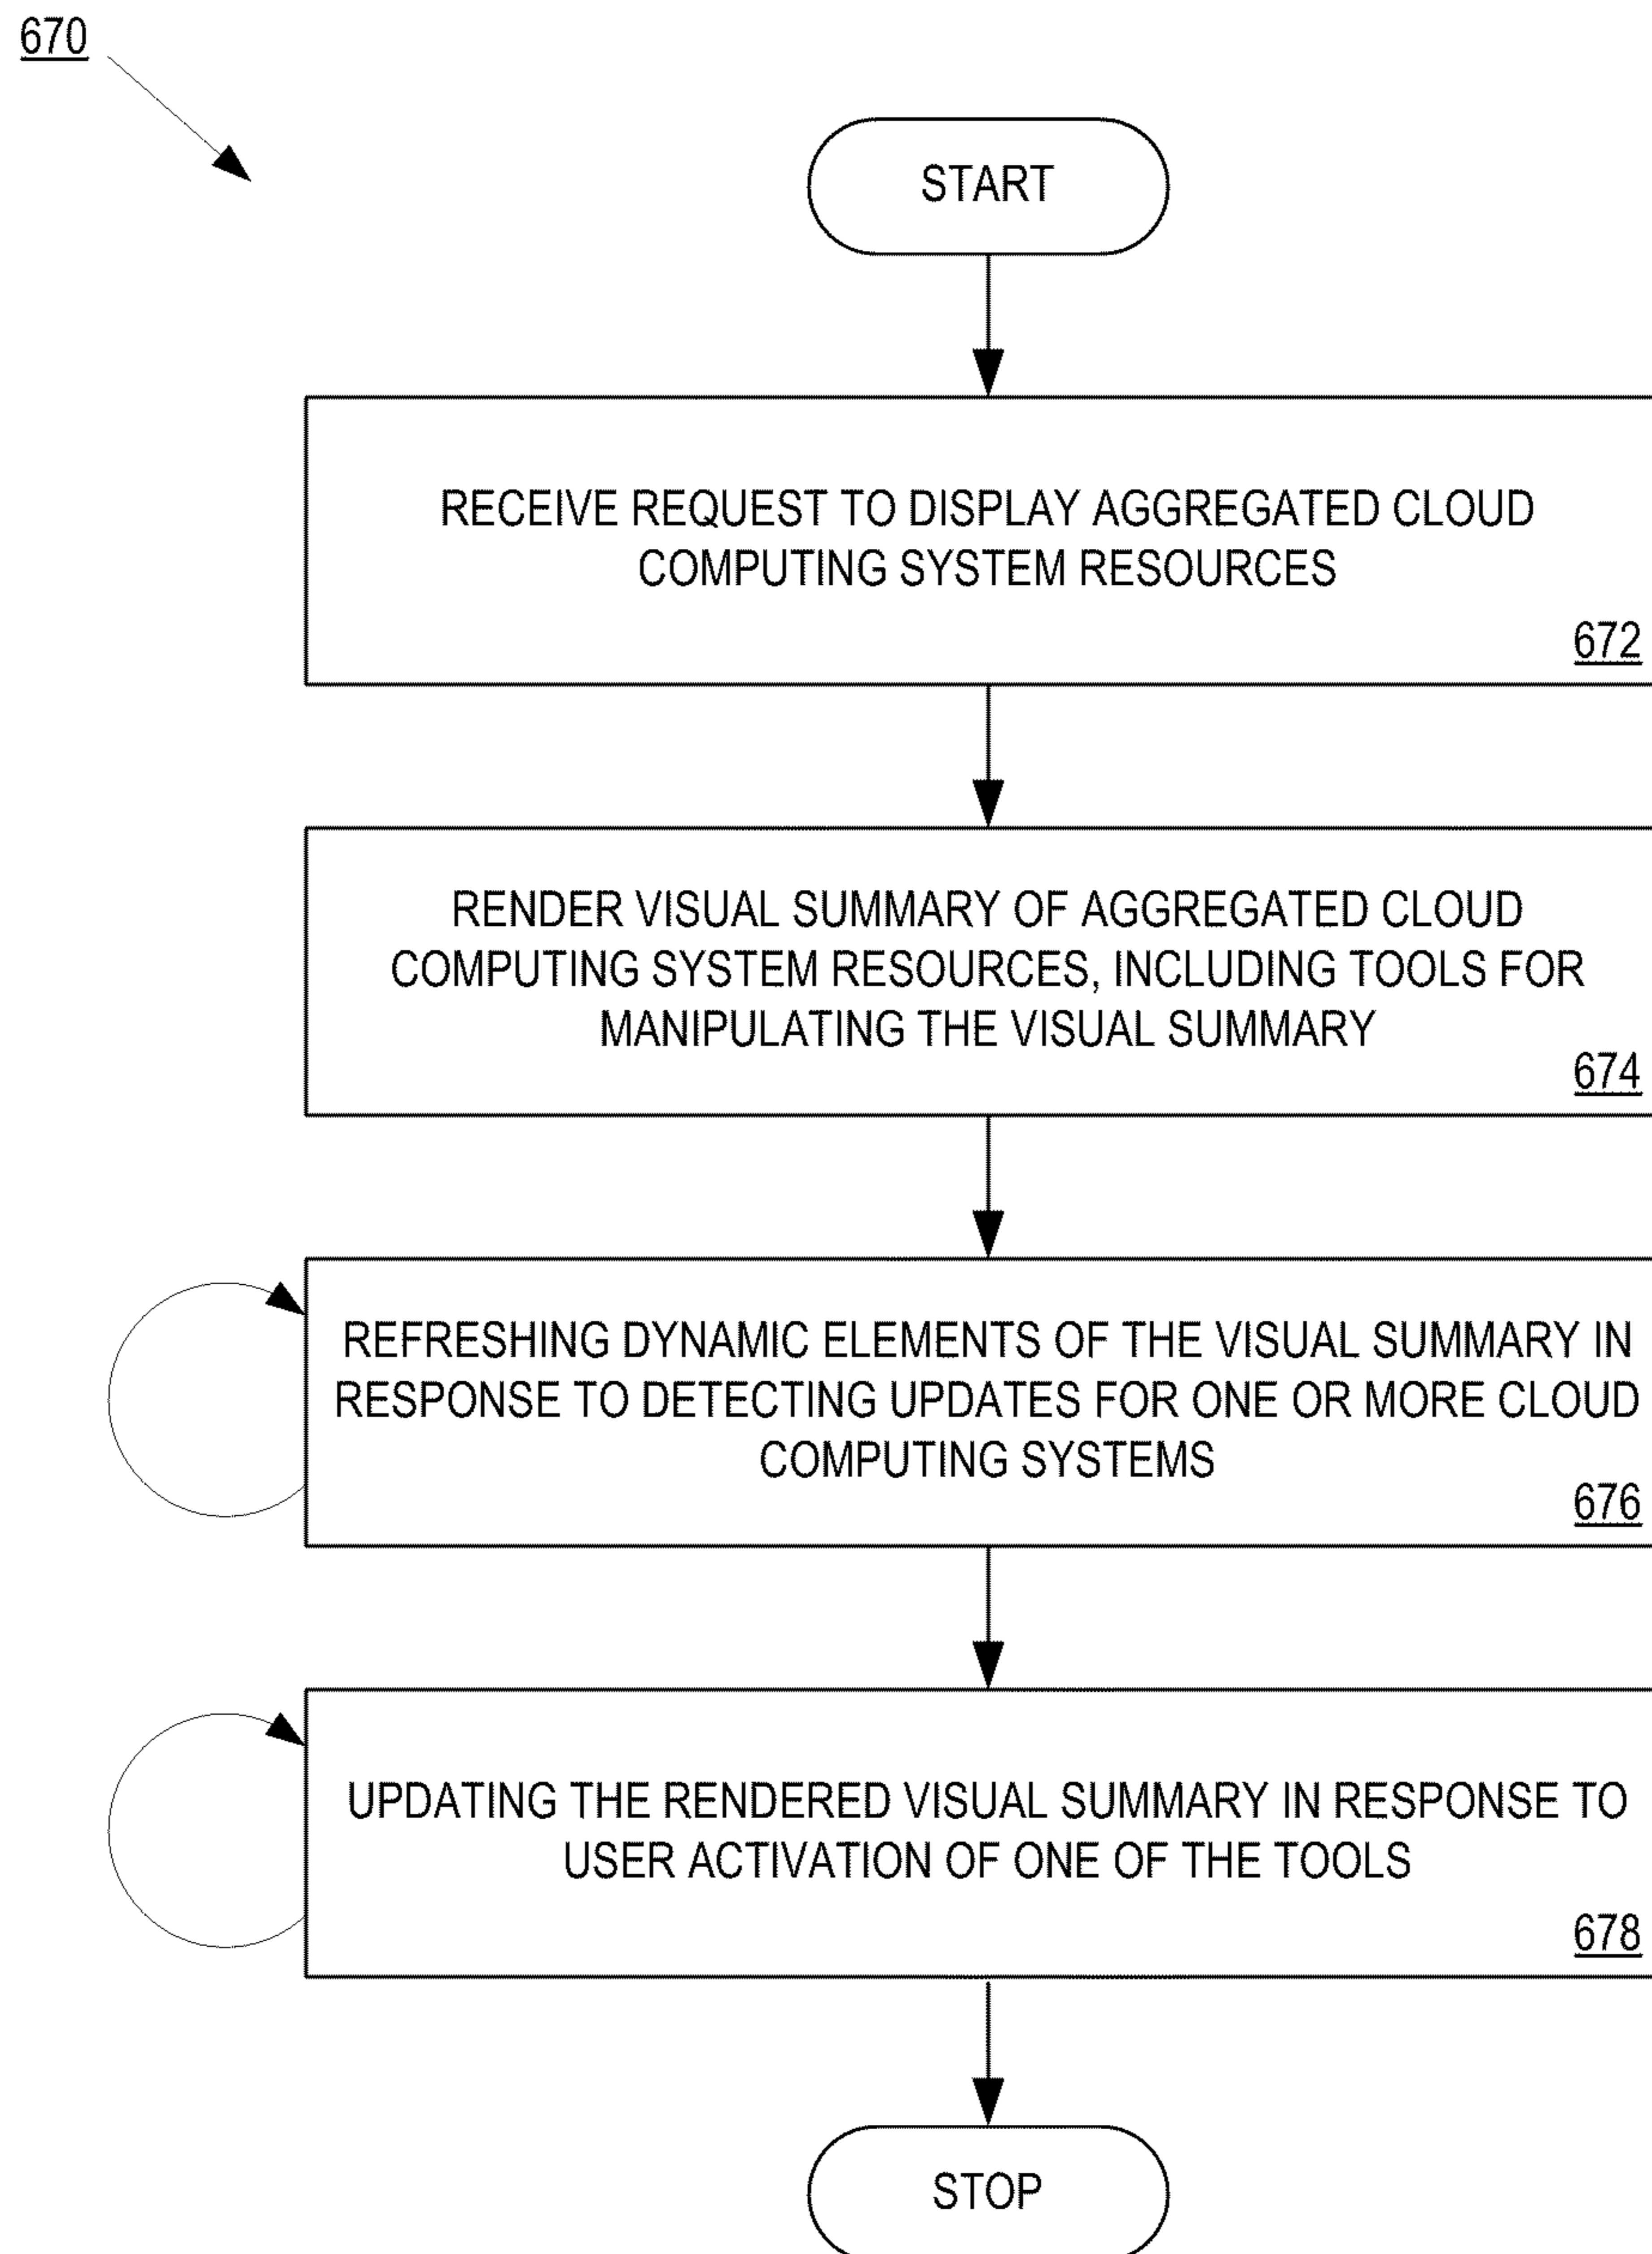 670
START
RECEIVE REQUEST TO DISPLAY AGGREGATED CLOUD
COMPUTING SYSTEM RESOURCES
672
RENDER VISUAL SUMMARY OF AGGREGATED CLOUD
COMPUTING SYSTEM RESOURCES, INCLUDING TOOLS FOR
MANIPULATING THE VISUAL SUMMARY
674
REFRESHING DYNAMIC ELEMENTS OF THE VISUAL SUMMARY IN
RESPONSE TO DETECTING UPDATES FOR ONE OR MORE CLOUD
COMPUTING SYSTEMS
676
UPDATING THE RENDERED VISUAL SUMMARY IN RESPONSE TO
USER ACTIVATION OF ONE OF THE TOOLS
678
STOP